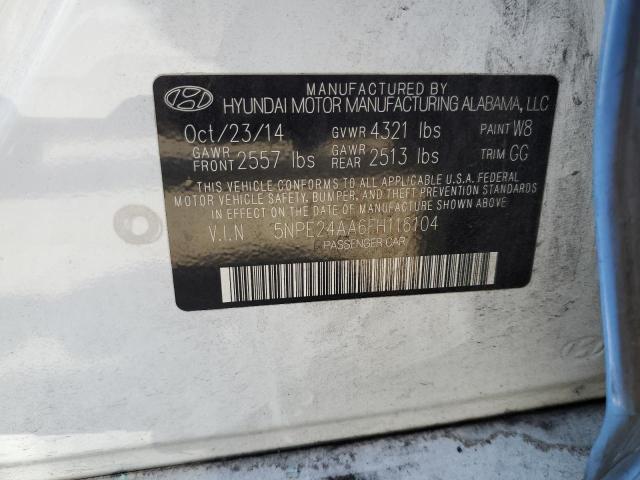 MANUFACTURED BY
HYUNDAI MOTOR MANUFACTURING ALABAMA, LLC
Oct/23/14 GVWR 4321 lbs PAINT W8
GAWR FRONT 2557 lbs GAWR REAR 2513 lbs TRIM GG
THIS VEHICLE CONFORMS TO ALL APPLICABLE U.S.A. FEDERAL
MOTOR VEHICLE SAFETY, BUMPER, AND THEFT PREVENTION STANDARDS
IN EFFECT ON THE DATE OF MANUFACTURE SHOWN ABOVE.
V.I.N 5NPE24AA6FH116104
PASSENGER CAR